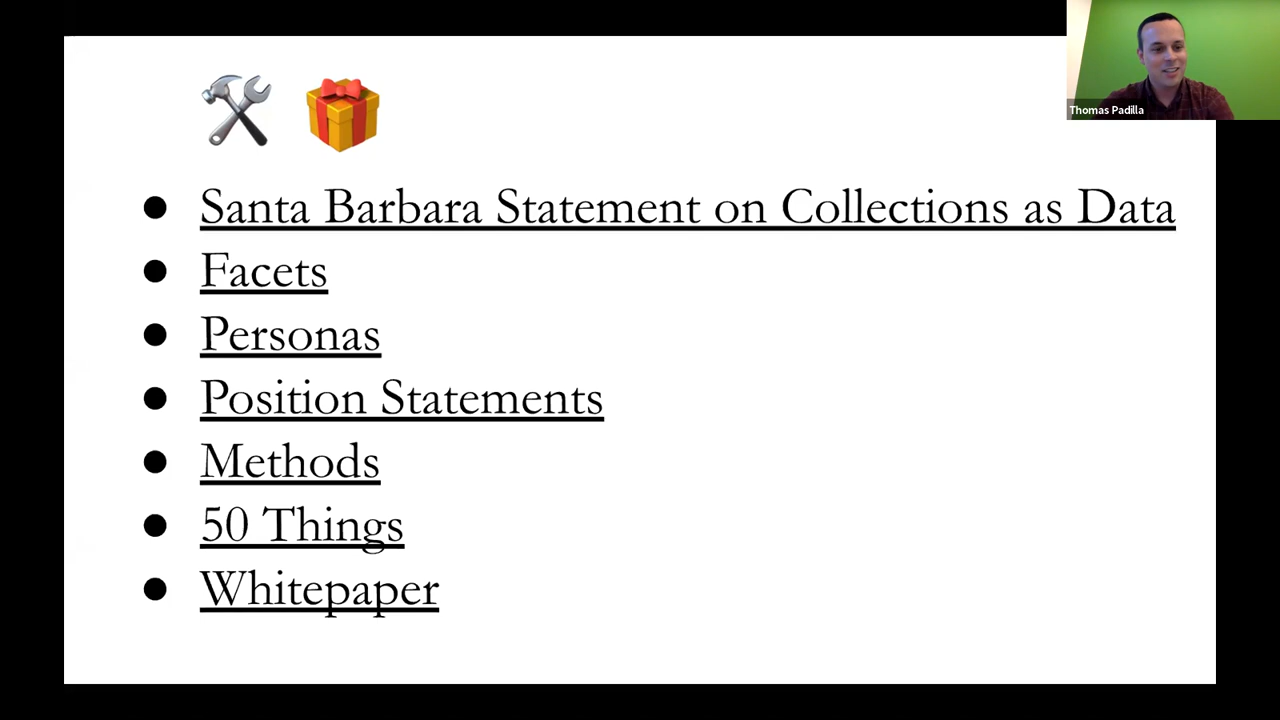 Thomas Padilla
Santa Barbara Statement on Collections as Data
Facets
Personas
Position Statements
Methods
50 Things
Whitepaper